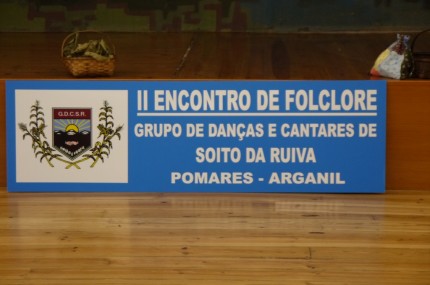 II ENCONTRO DE FOLCLORE
GRUPO DE DANÇAS E CANTARES DE
SOITO DA RUIVA
POMARES - ARGANIL
G.D.C.S.R.